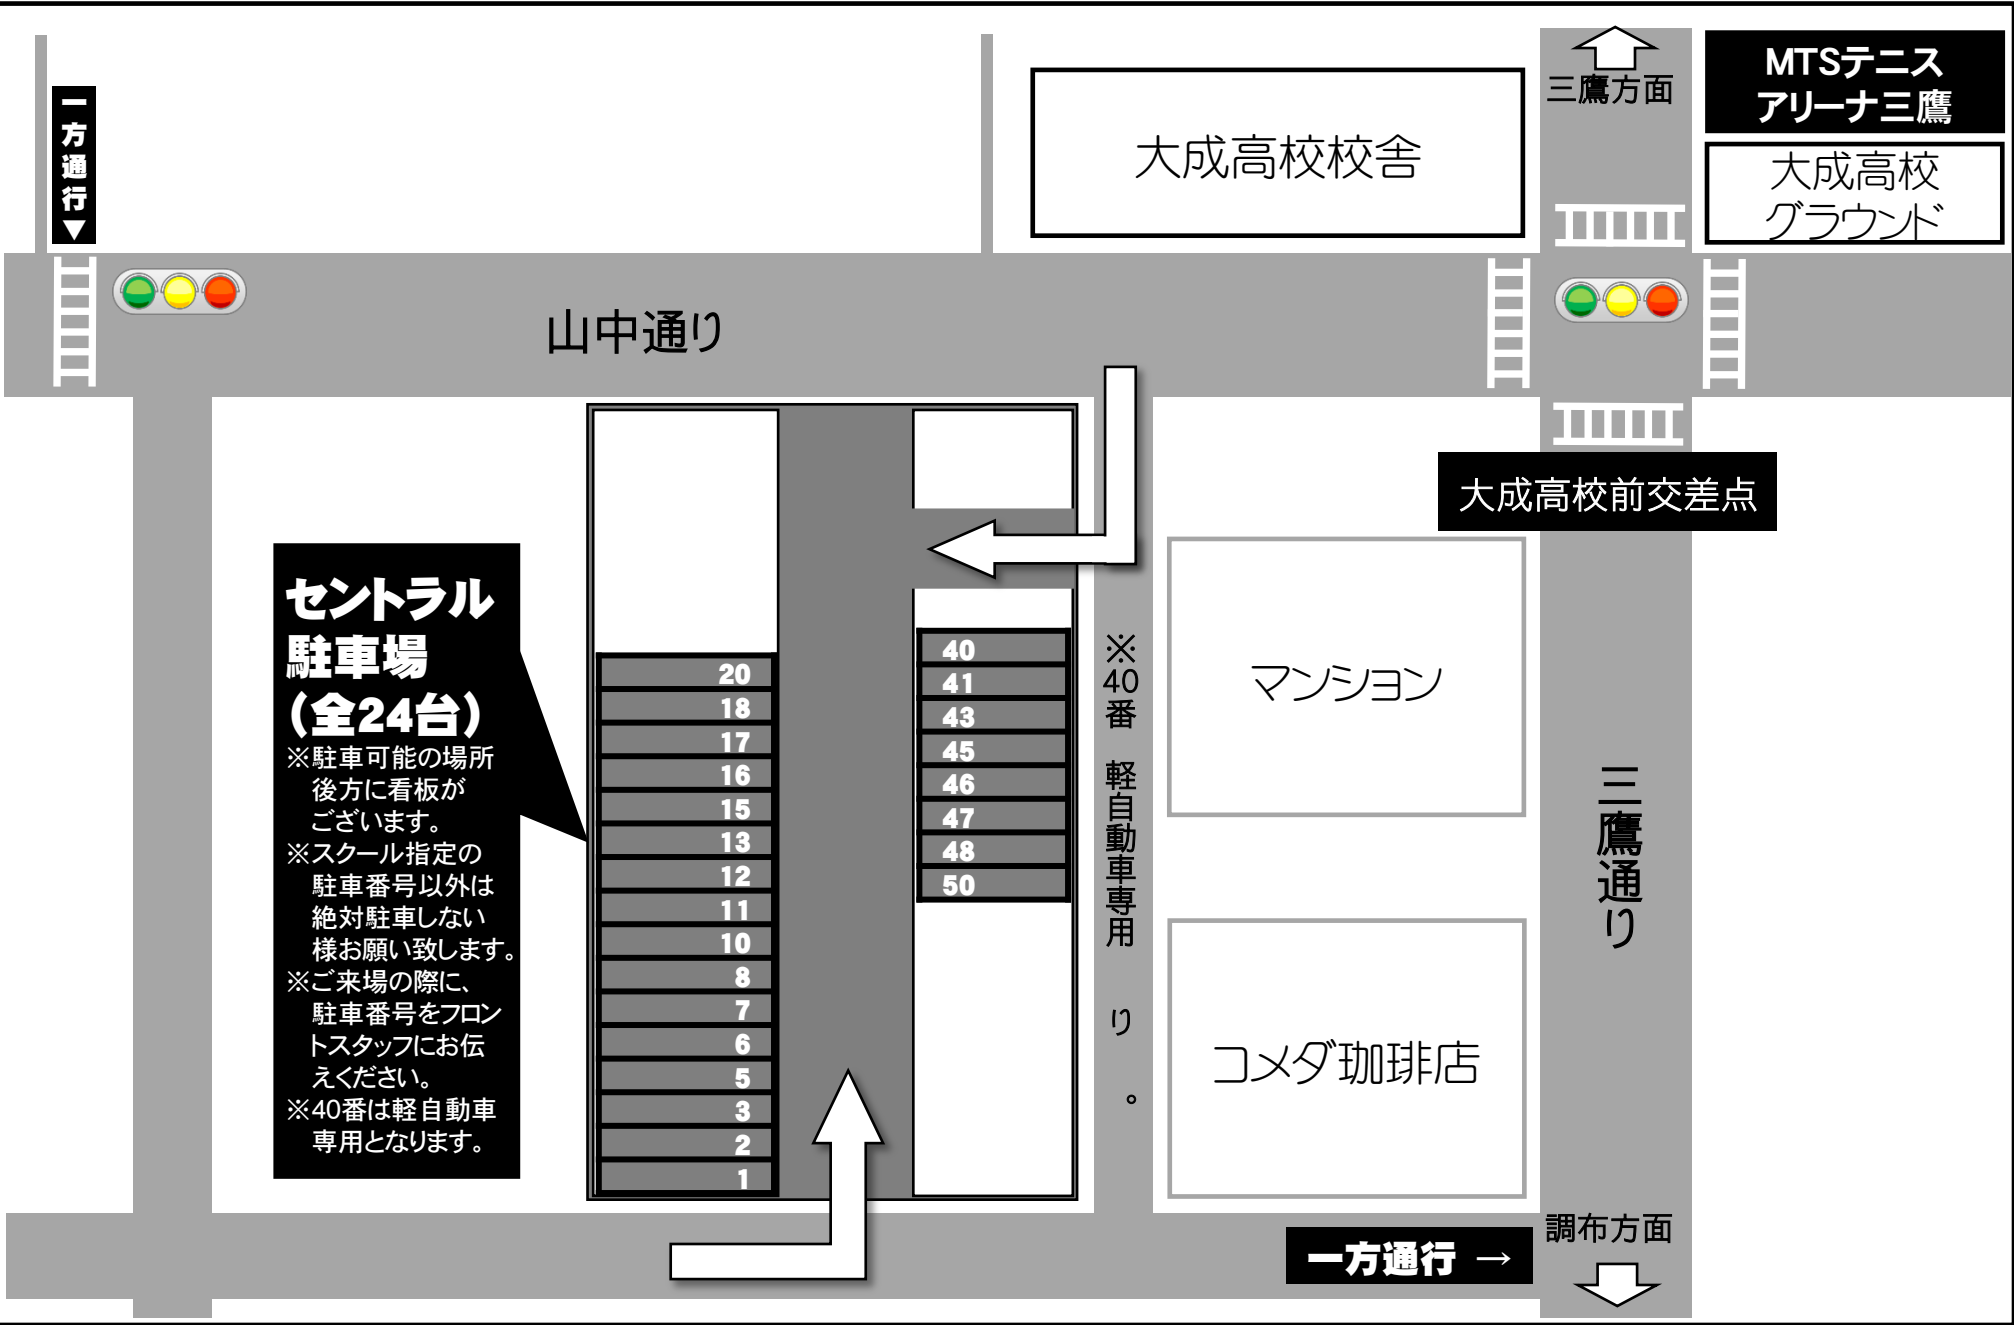 一方通行▼
大成高校校舎
三鷹方面
MTSテニス
アリーナ三鷹
大成高校
グラウンド
山中通り
大成高校前交差点
セントラル
駐車場
(全24台)
※駐車可能の場所
後方に看板が
ございます。
※スクール指定の
駐車番号以外は
絶対駐車しない
様お願い致します。
※ご来場の際に、
駐車番号をフロン
トスタッフにお伝
えください。
※40番は軽自動車
専用となります。
20
18
17
16
15
13
12
11
10
8
7
6
5
3
2
1
40
41
43
45
46
47
48
50
※40番 軽自動車専用 り 。
マンション
コメダ珈琲店
三鷹通り
一方通行 →
調布方面